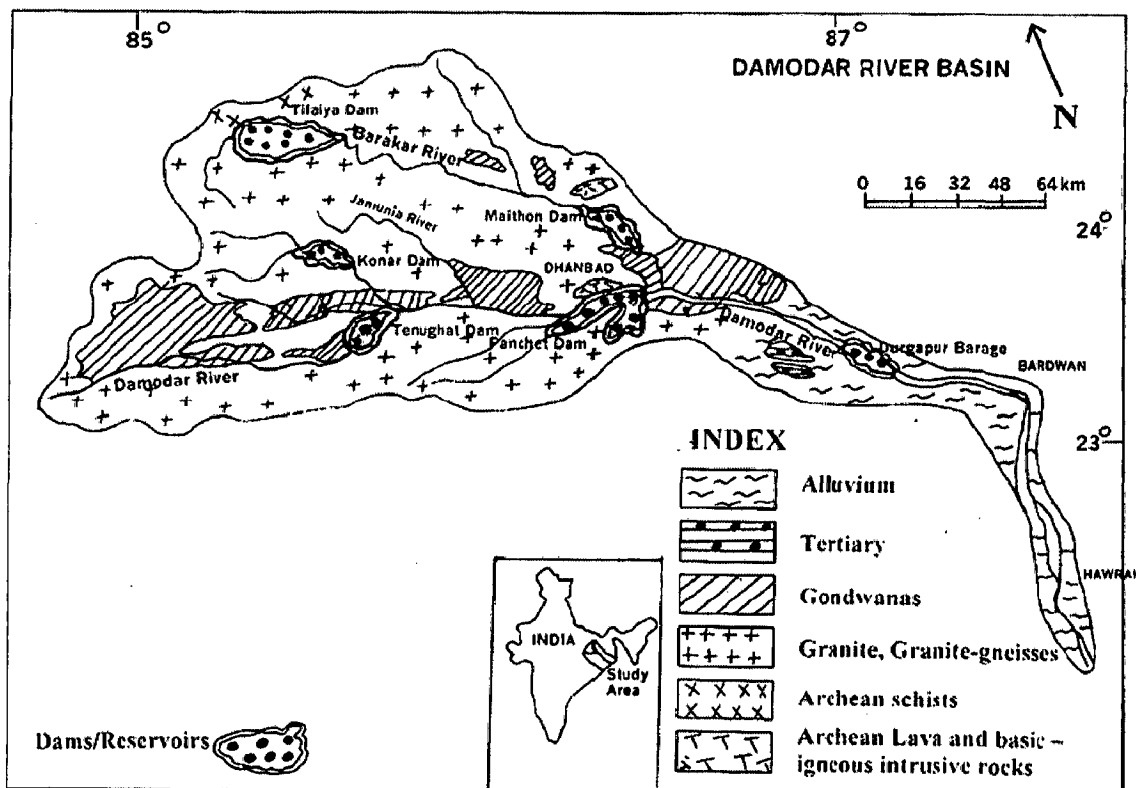 85°
87°
DAMODAR RIVER BASIN
N
0 16 32 48 64 km
Tilaiya Dam
Barakar River
Jamunia River
Maithon Dam
24°
Konar Dam
DHANBAD
Tenughat Dam
Panchet Dam
Damodar River
Durgapur Barage
BARDWAN
Damodar River
23°
INDEX
Alluvium
Tertiary
Gondwanas
Granite, Granite-gneisses
Archean schists
Archean Lava and basic –
igneous intrusive rocks
HAWRAH
INDIA
Study
Area
Dams/Reservoirs